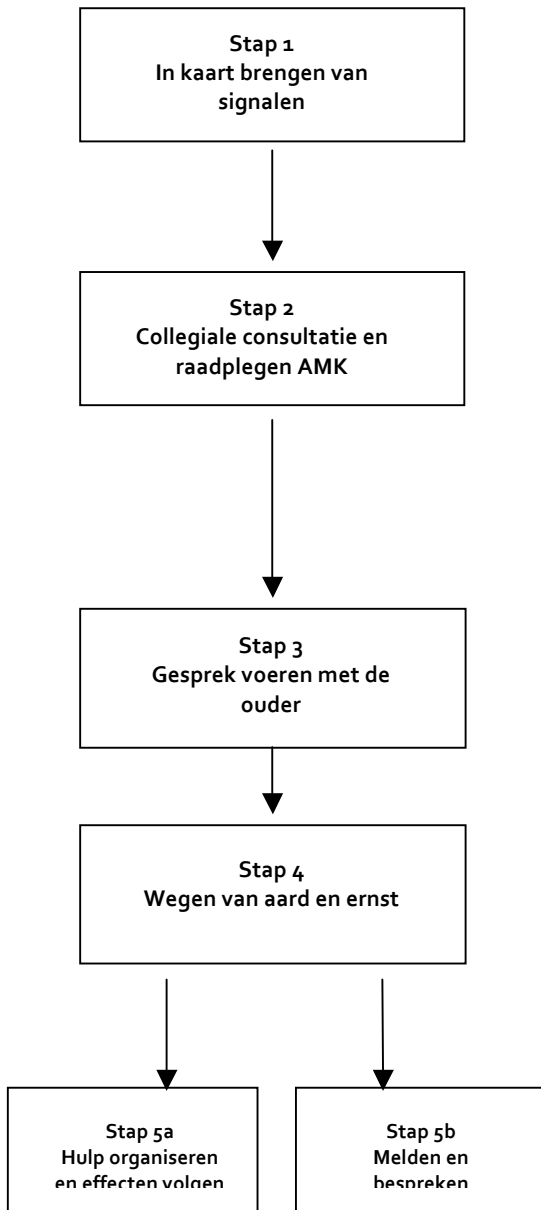 Stap 1
In kaart brengen van
signalen
Stap 2
Collegiale consultatie en
raadplegen AMK
Stap 3
Gesprek voeren met de
ouder
Stap 4
Wegen van aard en ernst
Stap 5a
Hulp organiseren
en effecten volgen
Stap 5b
Melden en
bespreken